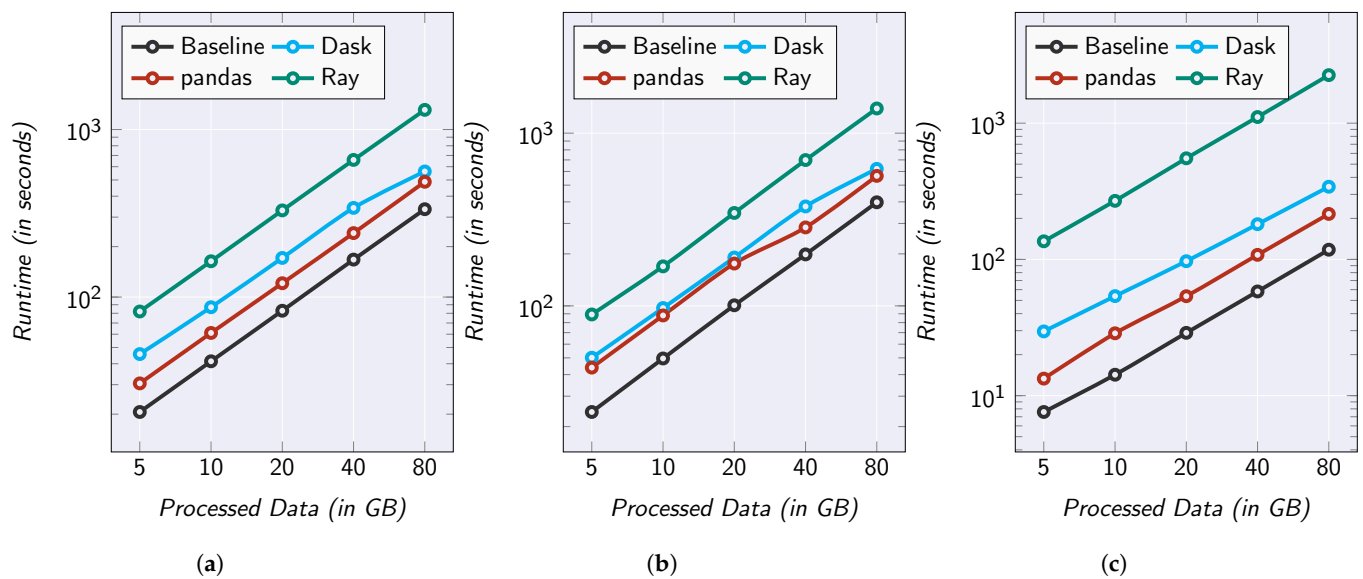 Baseline Dask
pandas Ray
10^3
10^2
Runtime (in seconds)
5 10 20 40 80
Processed Data (in GB)
(a)
Baseline Dask
pandas Ray
10^3
10^2
Runtime (in seconds)
5 10 20 40 80
Processed Data (in GB)
(b)
Baseline Dask
pandas Ray
10^3
10^2
10^1
Runtime (in seconds)
5 10 20 40 80
Processed Data (in GB)
(c)